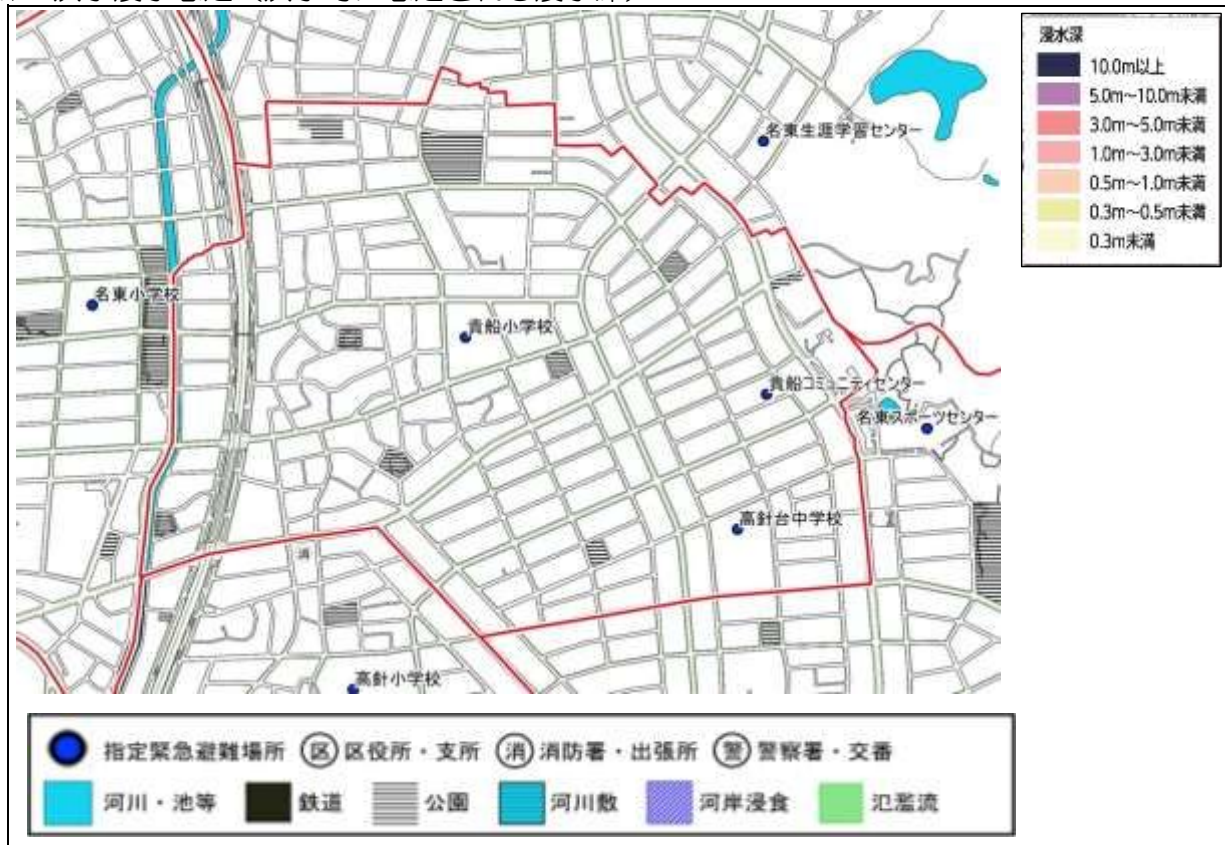 浸水深
10.0m以上
5.0m～10.0m未満
3.0m～5.0m未満
1.0m～3.0m未満
0.5m～1.0m未満
0.3m～0.5m未満
0.3m未満
名東生涯学習センター
名東小学校
貴船小学校
貴船コミュニティセンター
名東スポーツセンター
高針台中学校
消
高針小学校
指定緊急避難場所 区 区役所・支所 消 消防署・出張所 警 警察署・交番
河川・池等 鉄道 公園 河川敷 河岸浸食 氾濫流